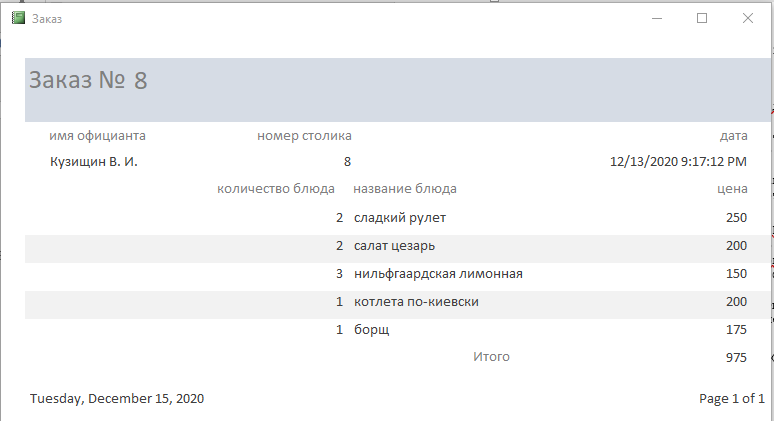 Заказ
Заказ № 8
имя официанта номер столика дата
Кузищин В. И. 8 12/13/2020 9:17:12 PM
количество блюда название блюда цена
2 сладкий рулет 250
2 салат цезарь 200
3 нильфгаардская лимонная 150
1 котлета по-киевски 200
1 борщ 175
Итого 975
Tuesday, December 15, 2020 Page 1 of 1